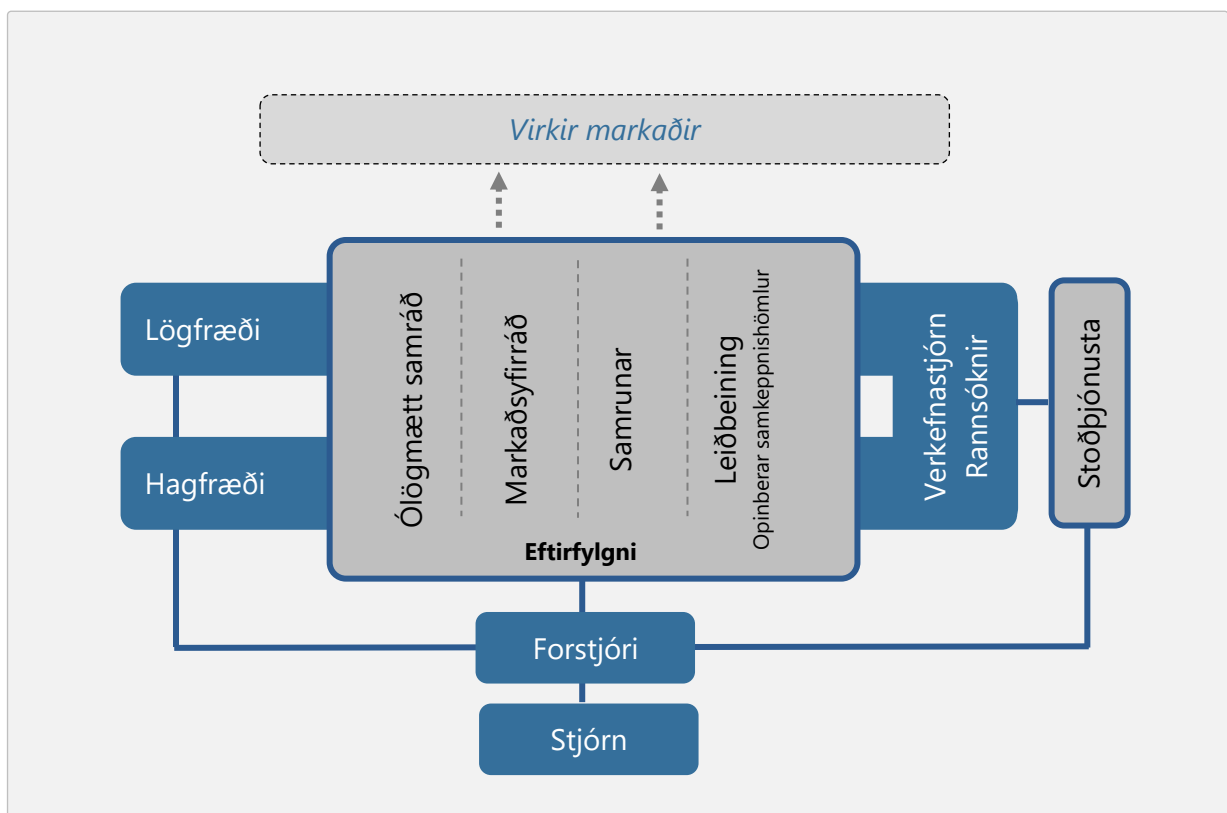 Virkir markaðir
Lögfræði
Hagfræði
Ólögmætt samráð
Markaðsyfirráð
Samrunar
Leiðbeining
Opinberar samkeppnishömlur
Eftirfylgni
Verkefnastjórn
Rannsóknir
Stoðþjónusta
Forstjóri
Stjórn